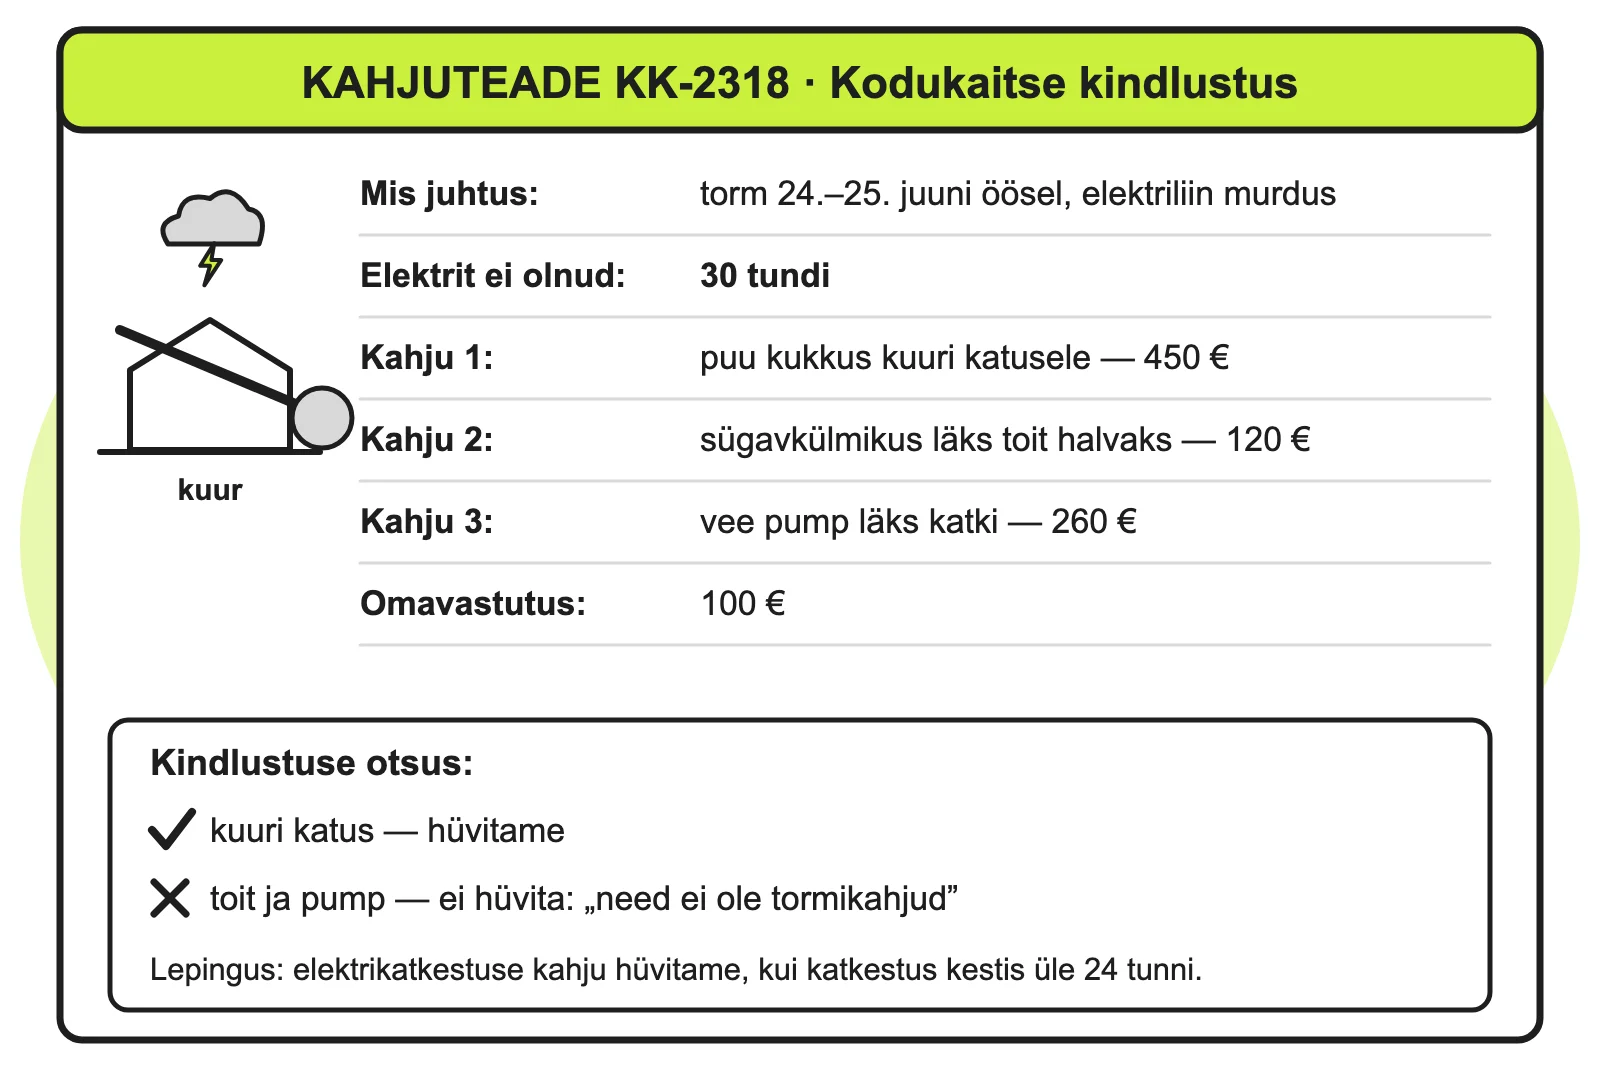 KAHJUTEADE KK-2318 · Kodukaitse kindlustus
Mis juhtus: torm 24.–25. juuni öösel, elektriliin murdus
Elektrit ei olnud: 30 tundi
Kahju 1: puu kukkus kuuri katusele — 450 €
Kahju 2: sügavkülmikus läks toit halvaks — 120 €
kuur
Kahju 3: vee pump läks katki — 260 €
Omavastutus: 100 €
Kindlustuse otsus:
kuuri katus — hüvitame
toit ja pump — ei hüvita: „need ei ole tormikahjud”
Lepingus: elektrikatkestuse kahju hüvitame, kui katkestus kestis üle 24 tunni.